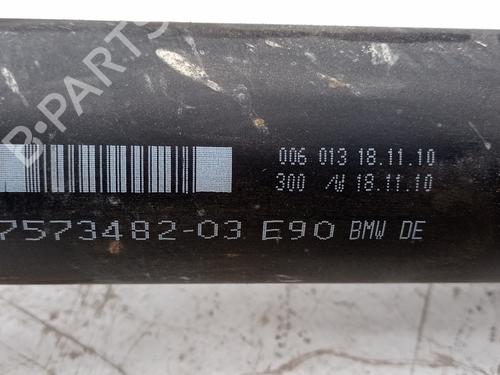 B-PARTS
006 013 18.11.10
300 /W 18.11.10
7573482-03 E90 BMW DE